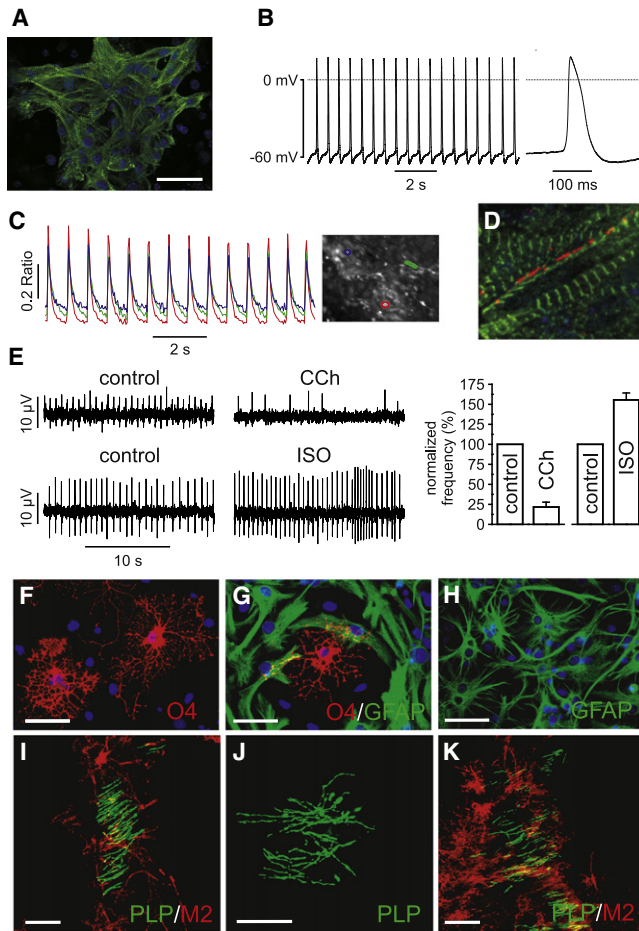 A
B
0 mV
-60 mV
2 s
100 ms
C
0.2 Ratio
2 s
D
E
control
CCh
10 µV
control
ISO
10 µV
10 s
normalized
frequency (%)
175
150
125
100
75
50
25
0
control
CCh
control
ISO
F
O4
G
O4/GFAP
H
GFAP
I
PLP/M2
J
PLP
K
PLP/M2